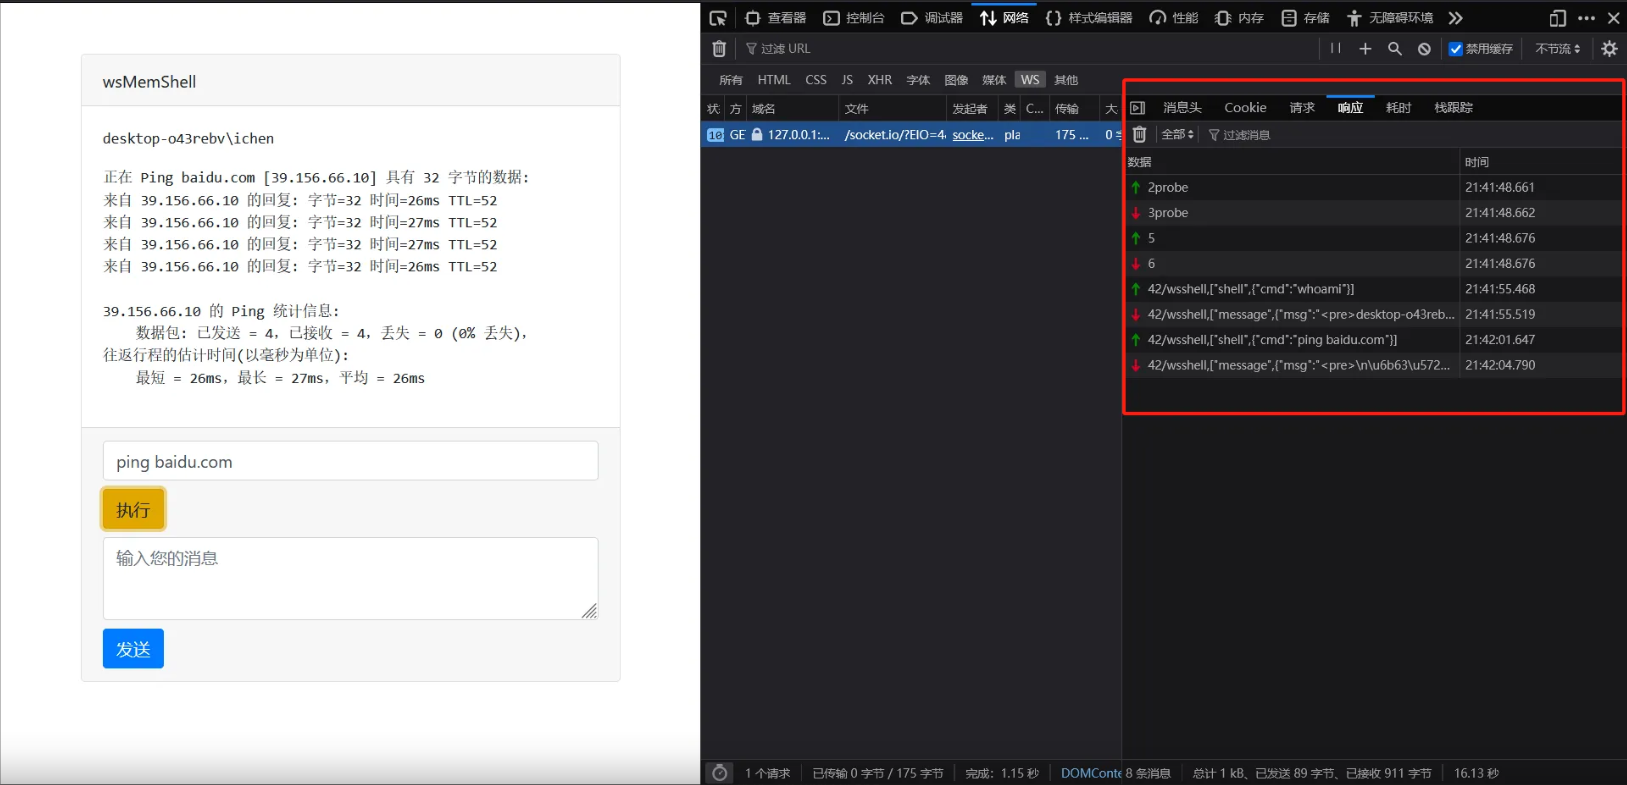 wsMemShell
desktop-o43rebv\ichen
正在 Ping baidu.com [39.156.66.10] 具有 32 字节的数据:
来自 39.156.66.10 的回复: 字节=32 时间=26ms TTL=52
来自 39.156.66.10 的回复: 字节=32 时间=27ms TTL=52
来自 39.156.66.10 的回复: 字节=32 时间=27ms TTL=52
来自 39.156.66.10 的回复: 字节=32 时间=26ms TTL=52
39.156.66.10 的 Ping 统计信息:
数据包: 已发送 = 4，已接收 = 4，丢失 = 0 (0% 丢失)，
往返行程的估计时间(以毫秒为单位):
最短 = 26ms，最长 = 27ms，平均 = 26ms
ping baidu.com
执行
输入您的消息
发送
查看器 控制台 调试器 网络 样式编辑器 性能 内存 存储 无障碍环境
过滤 URL 禁用缓存 不节流
所有 HTML CSS JS XHR 字体 图像 媒体 WS 其他
状 方 域名 文件 发起者 类 C... 传输 大
GE 127.0.0.1:... /socket.io/?EIO=4 socke... pla 175 ... 0
消息头 Cookie 请求 响应 耗时 栈跟踪
全部 过滤消息
数据 时间
2probe 21:41:48.661
3probe 21:41:48.662
5 21:41:48.676
6 21:41:48.676
42/wsshell,["shell",{"cmd":"whoami"}] 21:41:55.468
42/wsshell,["message",{"msg":"<pre>desktop-o43reb... 21:41:55.519
42/wsshell,["shell",{"cmd":"ping baidu.com"}] 21:42:01.647
42/wsshell,["message",{"msg":"<pre>\n\u6b63\u572... 21:42:04.790
1 个请求 已传输 0 字节 / 175 字节 完成：1.15 秒 DOMConte 8 条消息 总计 1 kB、已发送 89 字节、已接收 911 字节 16.13 秒